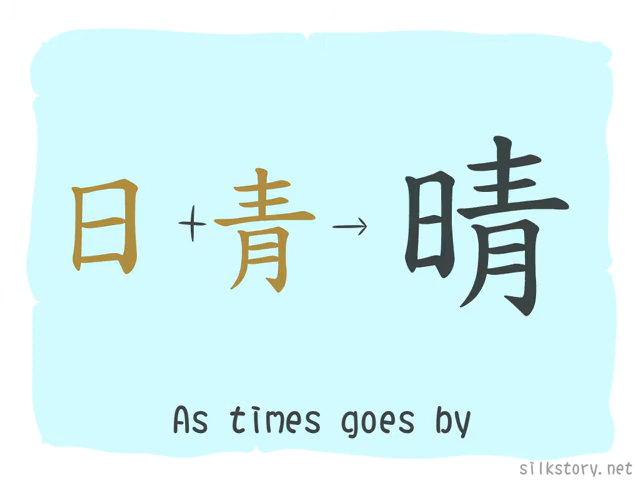 日 + 青 → 晴
As times goes by
silkstory.net